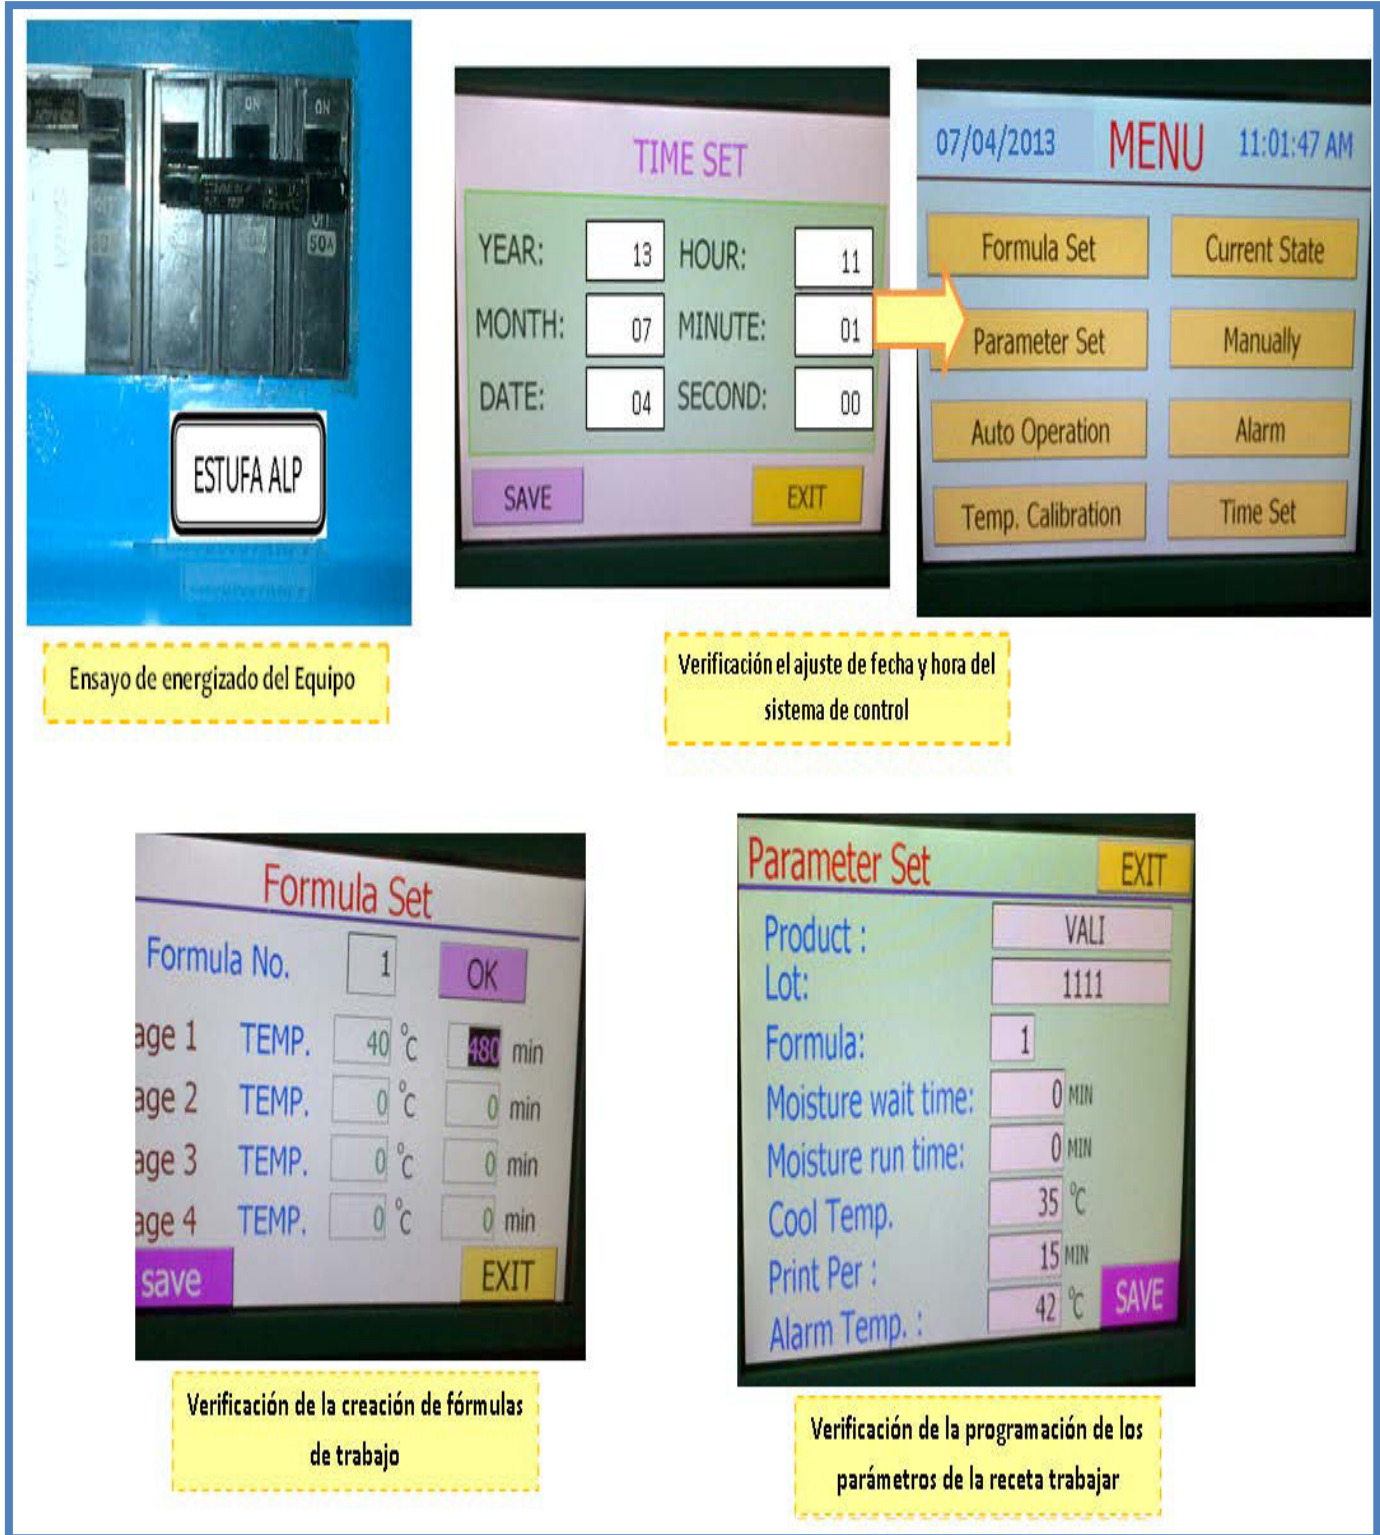 ON
ON
OFF
50A
ESTUFA ALP
Ensayo de energizado del Equipo
TIME SET
YEAR: 13 HOUR: 11
MONTH: 07 MINUTE: 01
DATE: 04 SECOND: 00
SAVE EXIT
07/04/2013 MENU 11:01:47 AM
Formula Set Current State
Parameter Set Manually
Auto Operation Alarm
Temp. Calibration Time Set
Verificación el ajuste de fecha y hora del
sistema de control
Formula Set
Formula No. 1 OK
age 1 TEMP. 40 °C 480 min
age 2 TEMP. 0 °C 0 min
age 3 TEMP. 0 °C 0 min
age 4 TEMP. 0 °C 0 min
save EXIT
Verificación de la creación de fórmulas
de trabajo
Parameter Set EXIT
Product : VALI
Lot: 1111
Formula: 1
Moisture wait time: 0 MIN
Moisture run time: 0 MIN
Cool Temp. 35 °C
Print Per : 15 MIN
Alarm Temp. : 42 °C SAVE
Verificación de la programación de los
parámetros de la receta trabajar